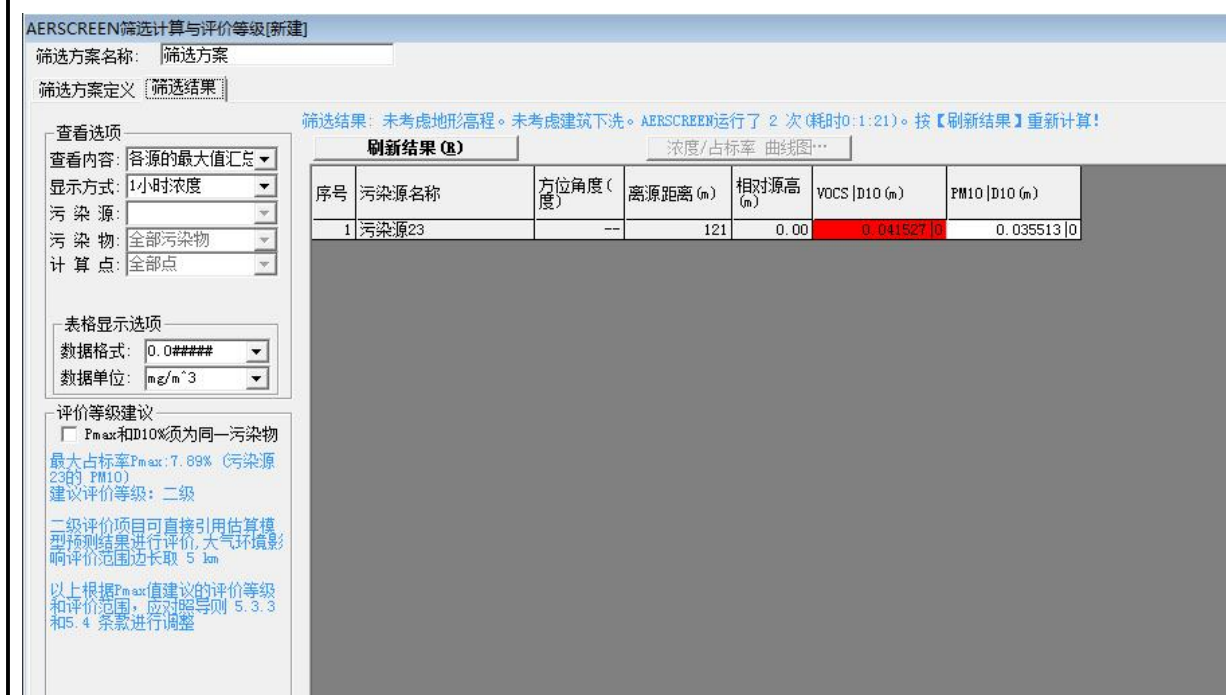 AERSCREEN筛选计算与评价等级[新建]
筛选方案名称: 筛选方案
筛选方案定义 筛选结果
筛选结果: 未考虑地形高程。未考虑建筑下洗。AERSCREEN运行了 2 次(耗时0:1:21)。按【刷新结果】重新计算!
刷新结果(R) 浓度/占标率 曲线图…
查看选项
查看内容: 各源的最大值汇总
显示方式: 1小时浓度
污 染 源:
污 染 物: 全部污染物
计 算 点: 全部点
表格显示选项
数据格式: 0.0#####
数据单位: mg/m^3
评价等级建议
Pmax和D10%须为同一污染物
最大占标率Pmax:7.89% (污染源
23的 PM10)
建议评价等级: 二级
二级评价项目可直接引用估算模
型预测结果进行评价,大气环境影
响评价范围边长取 5 km
以上根据Pmax值建议的评价等级
和评价范围, 应对照导则 5.3.3
和5.4 条款进行调整
序号 污染源名称 方位角度(度) 离源距离(m) 相对源高(m) VOCS|D10(m) PM10|D10(m)
1 污染源23 -- 121 0.00 0.041527|0 0.035513|0